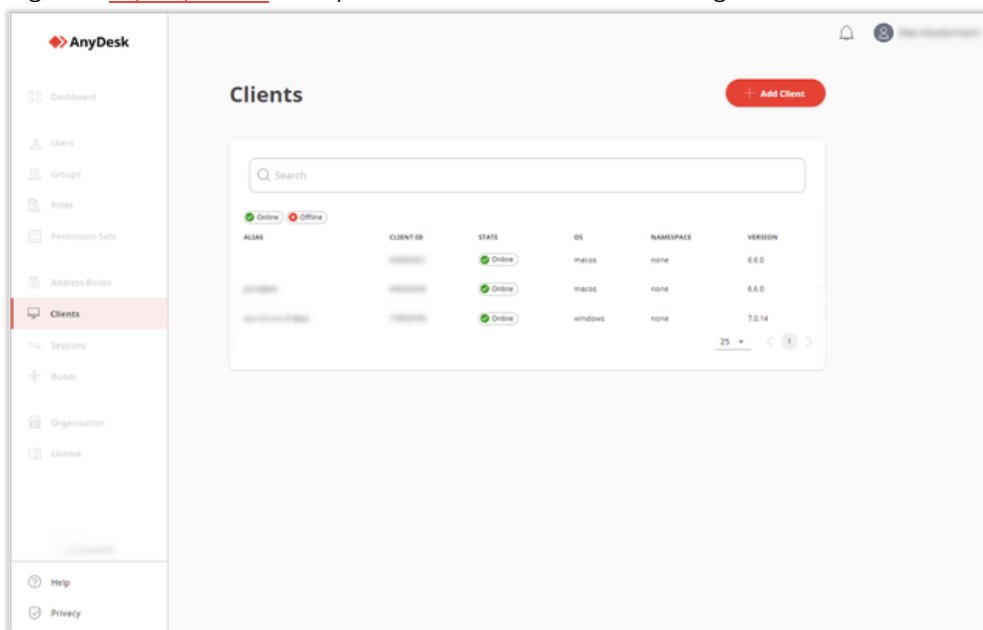 AnyDesk
Dashboard
Users
Groups
Roles
Permission Sets
Address Books
Clients
Sessions
Builds
Organization
License
Help
Privacy
Clients
Add Client
Search
Online Offline
ALIAS CLIENT ID STATE OS NAMESPACE VERSION
Online macos none 6.6.0
Online macos none 6.6.0
Online windows none 7.0.14
25 1